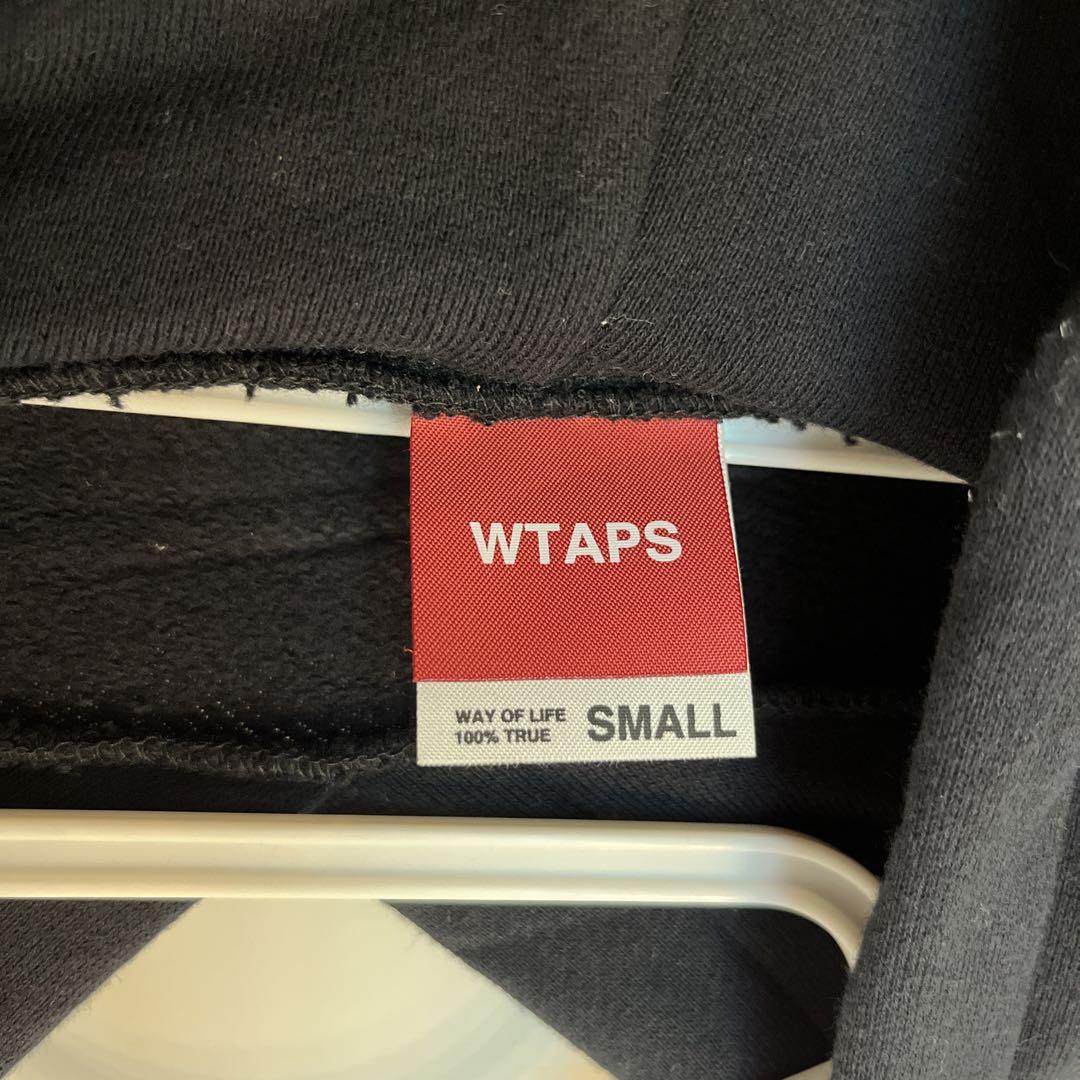 WTAPS
WAY OF LIFE
100% TRUE
SMALL